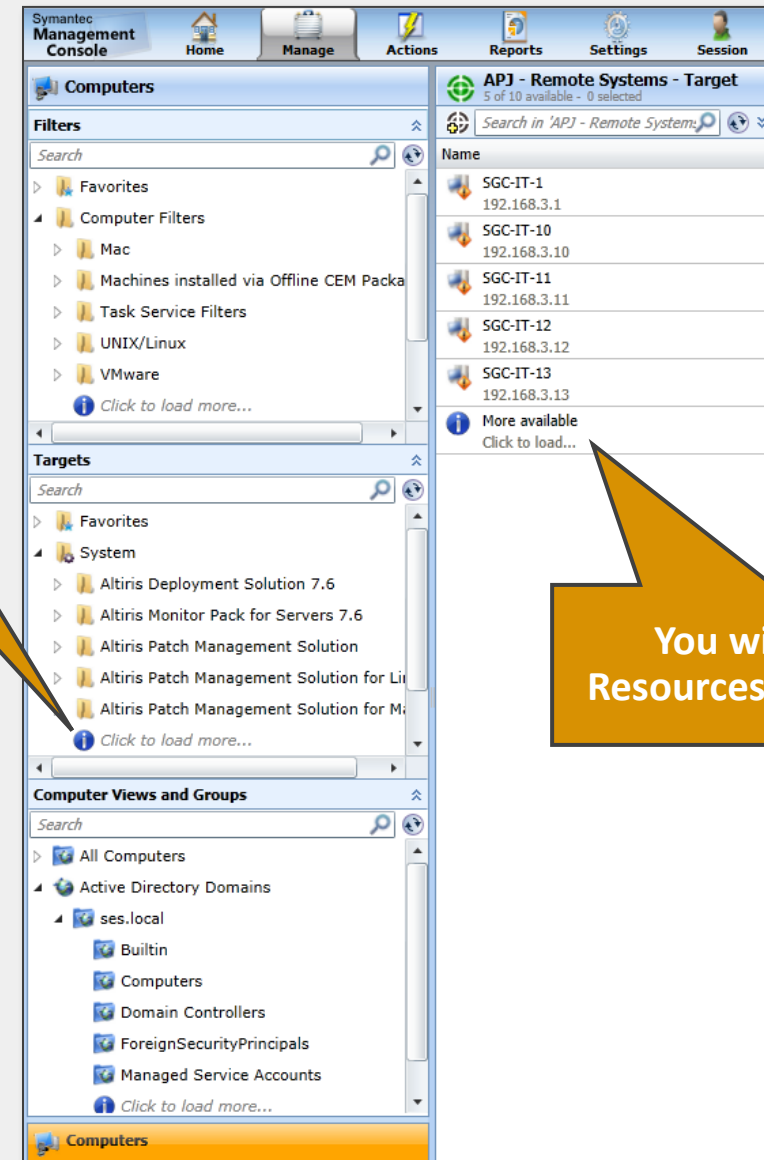 Symantec
Management
Console
Home
Manage
Actions
Reports
Settings
Session
Computers
Filters
Search
Favorites
Computer Filters
Mac
Machines installed via Offline CEM Packa
Task Service Filters
UNIX/Linux
VMware
Click to load more...
Targets
Search
Favorites
System
Altiris Deployment Solution 7.6
Altiris Monitor Pack for Servers 7.6
Altiris Patch Management Solution
Altiris Patch Management Solution for Li
Altiris Patch Management Solution for Ma
Click to load more...
Computer Views and Groups
Search
All Computers
Active Directory Domains
ses.local
Builtin
Computers
Domain Controllers
ForeignSecurityPrincipals
Managed Service Accounts
Click to load more...
Computers
APJ - Remote Systems - Target
5 of 10 available - 0 selected
Search in 'APJ - Remote System:
Name
SGC-IT-1
192.168.3.1
SGC-IT-10
192.168.3.10
SGC-IT-11
192.168.3.11
SGC-IT-12
192.168.3.12
SGC-IT-13
192.168.3.13
More available
Click to load...
You wi
Resources